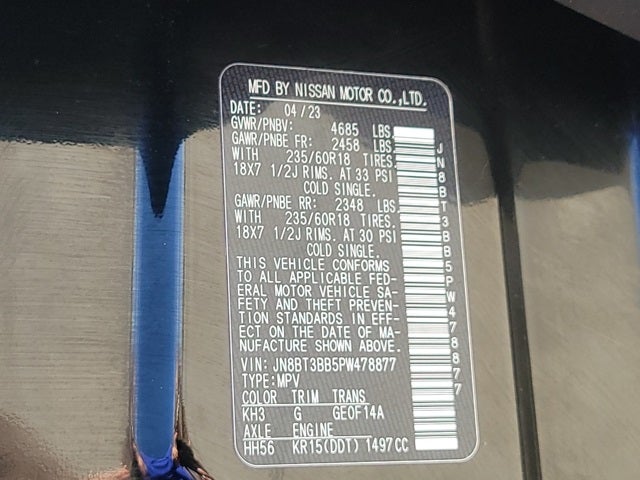 MFD BY NISSAN MOTOR CO.,LTD.
DATE: 04/23
GVWR/PNBV: 4685 LBS
GAWR/PNBE FR: 2458 LBS
WITH 235/60R18 TIRES.
18X7 1/2J RIMS. AT 33 PSI
COLD SINGLE.
GAWR/PNBE RR: 2348 LBS
WITH 235/60R18 TIRES.
18X7 1/2J RIMS. AT 30 PSI
COLD SINGLE.
THIS VEHICLE CONFORMS
TO ALL APPLICABLE FED-
ERAL MOTOR VEHICLE SA-
FETY AND THEFT PREVEN-
TION STANDARDS IN EFF-
ECT ON THE DATE OF MA-
NUFACTURE SHOWN ABOVE.
VIN: JN8BT3BB5PW478877
TYPE:MPV
COLOR TRIM TRANS
KH3 G GE0F14A
AXLE ENGINE
HH56 KR15(DDT) 1497CC
JN8BT3BB5PW478877